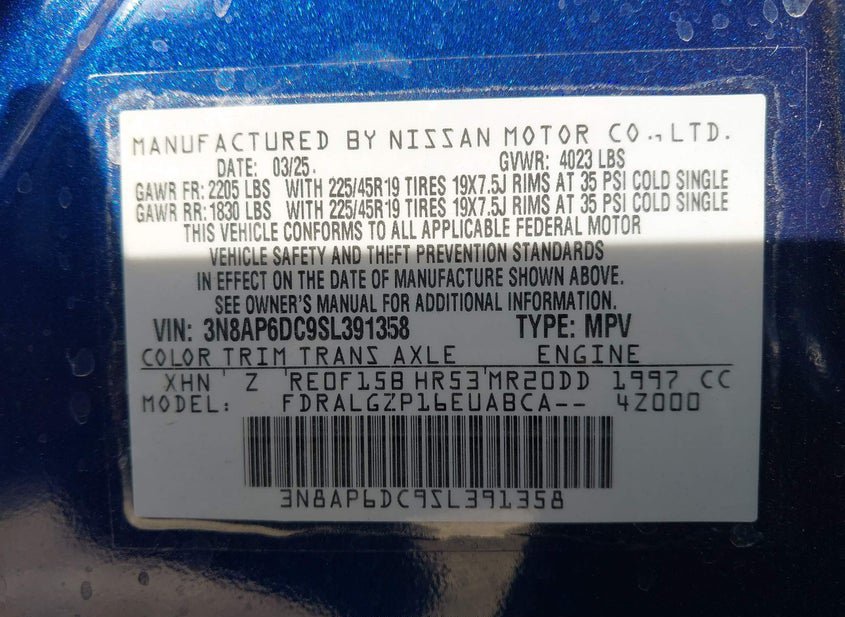 MANUFACTURED BY NISSAN MOTOR CO., LTD.
DATE: 03/25. GVWR: 4023 LBS
GAWR FR: 2205 LBS WITH 225/45R19 TIRES 19X7.5J RIMS AT 35 PSI COLD SINGLE
GAWR RR: 1830 LBS WITH 225/45R19 TIRES 19X7.5J RIMS AT 35 PSI COLD SINGLE
THIS VEHICLE CONFORMS TO ALL APPLICABLE FEDERAL MOTOR
VEHICLE SAFETY AND THEFT PREVENTION STANDARDS
IN EFFECT ON THE DATE OF MANUFACTURE SHOWN ABOVE.
SEE OWNER'S MANUAL FOR ADDITIONAL INFORMATION.
VIN: 3N8AP6DC9SL391358 TYPE: MPV
COLOR TRIM TRANS AXLE ENGINE
XHN Z RE0F15B HR53 MR20DD 1997 CC
MODEL: FDRALGZP16EUABCA-- 4Z000
3N8AP6DC9SL391358